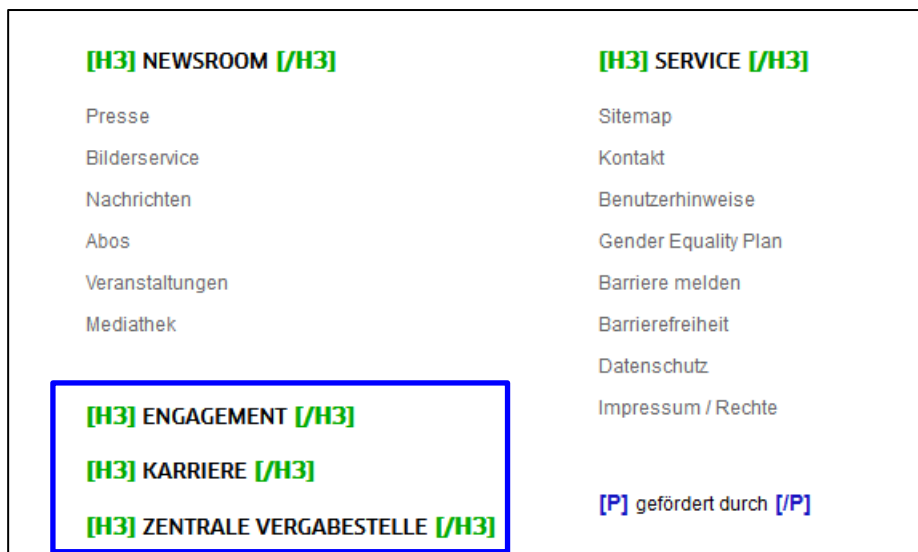 [H3] NEWSROOM [/H3]
Presse
Bilderservice
Nachrichten
Abos
Veranstaltungen
Mediathek
[H3] ENGAGEMENT [/H3]
[H3] KARRIERE [/H3]
[H3] ZENTRALE VERGABESTELLE [/H3]
[H3] SERVICE [/H3]
Sitemap
Kontakt
Benutzerhinweise
Gender Equality Plan
Barriere melden
Barrierefreiheit
Datenschutz
Impressum / Rechte
[P] gefördert durch [/P]